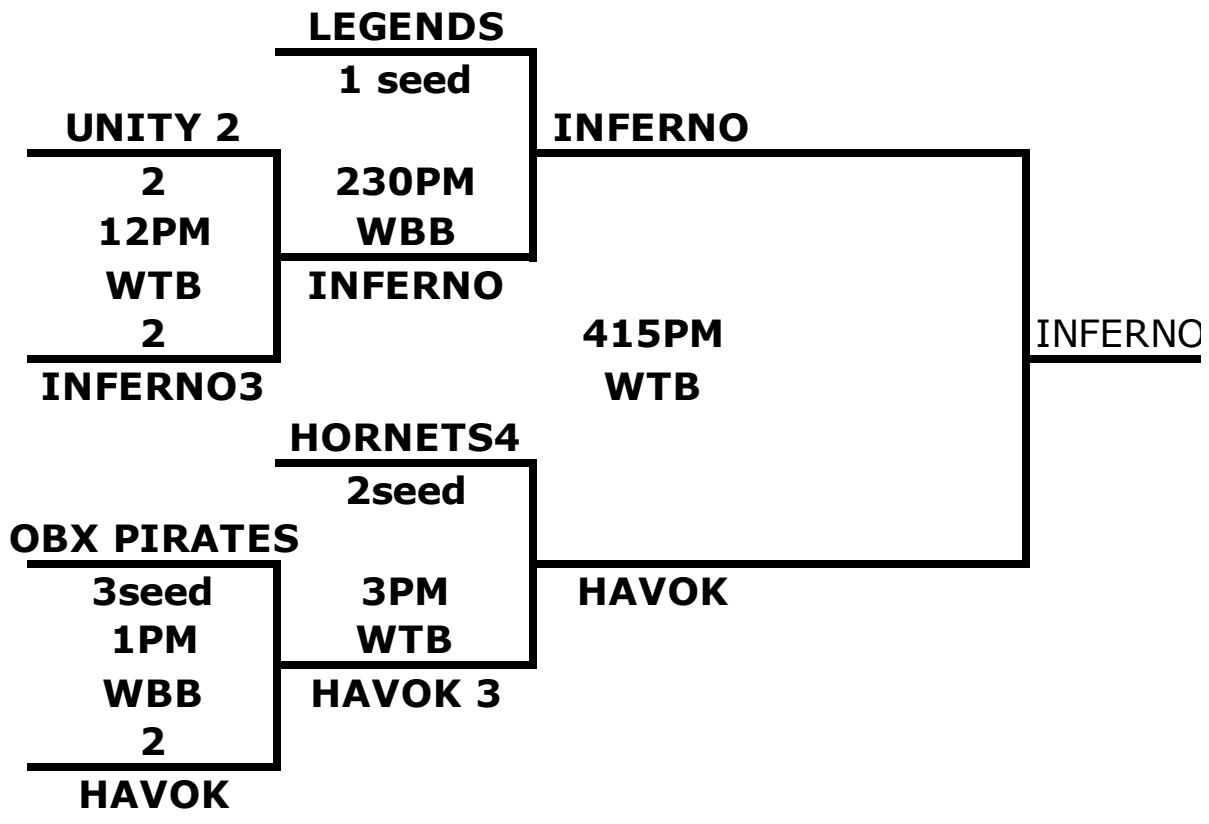 LEGENDS
1 seed
UNITY 2
INFERNO
2
230PM
12PM
WBB
WTB
INFERNO
2
415PM
INFERNO
INFERNO3
WTB
HORNETS4
2seed
OBX PIRATES
3seed
3PM
HAVOK
1PM
WTB
WBB
HAVOK 3
2
HAVOK